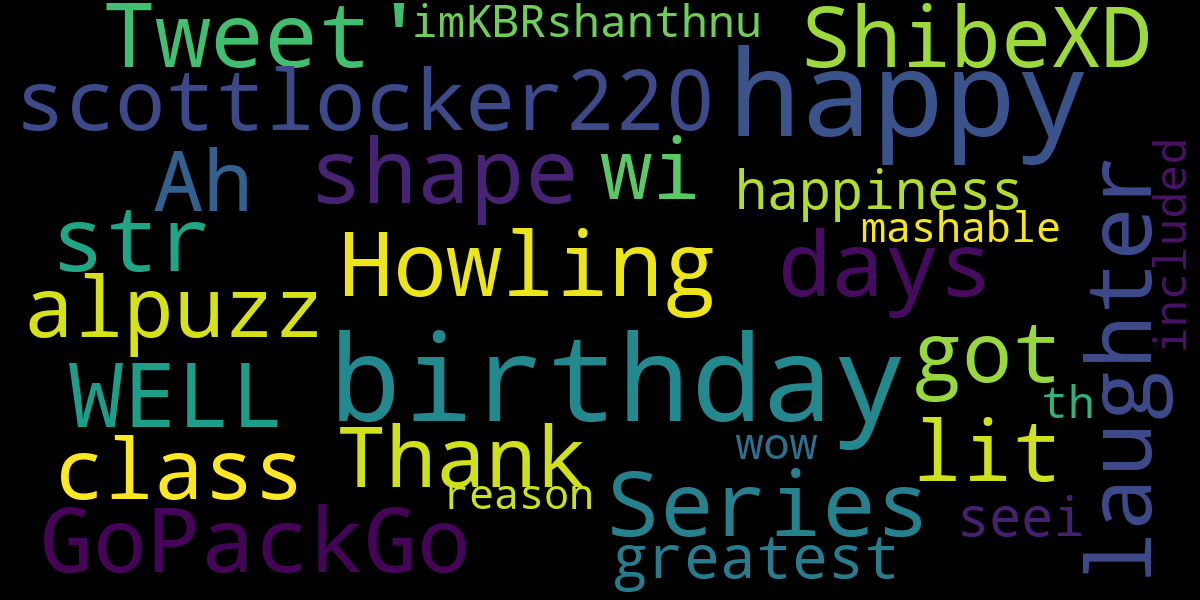 Tweet'
imKBRshanthnu
ShibeXD
scottlocker220
happy
Ah
shape
wi
happiness
included
str
mashable
laughter
Howling
days
alpuzz
birthday
got
WELL
th
class
Thank
wow
lit
reason
Series
seei
GoPackGo
greatest